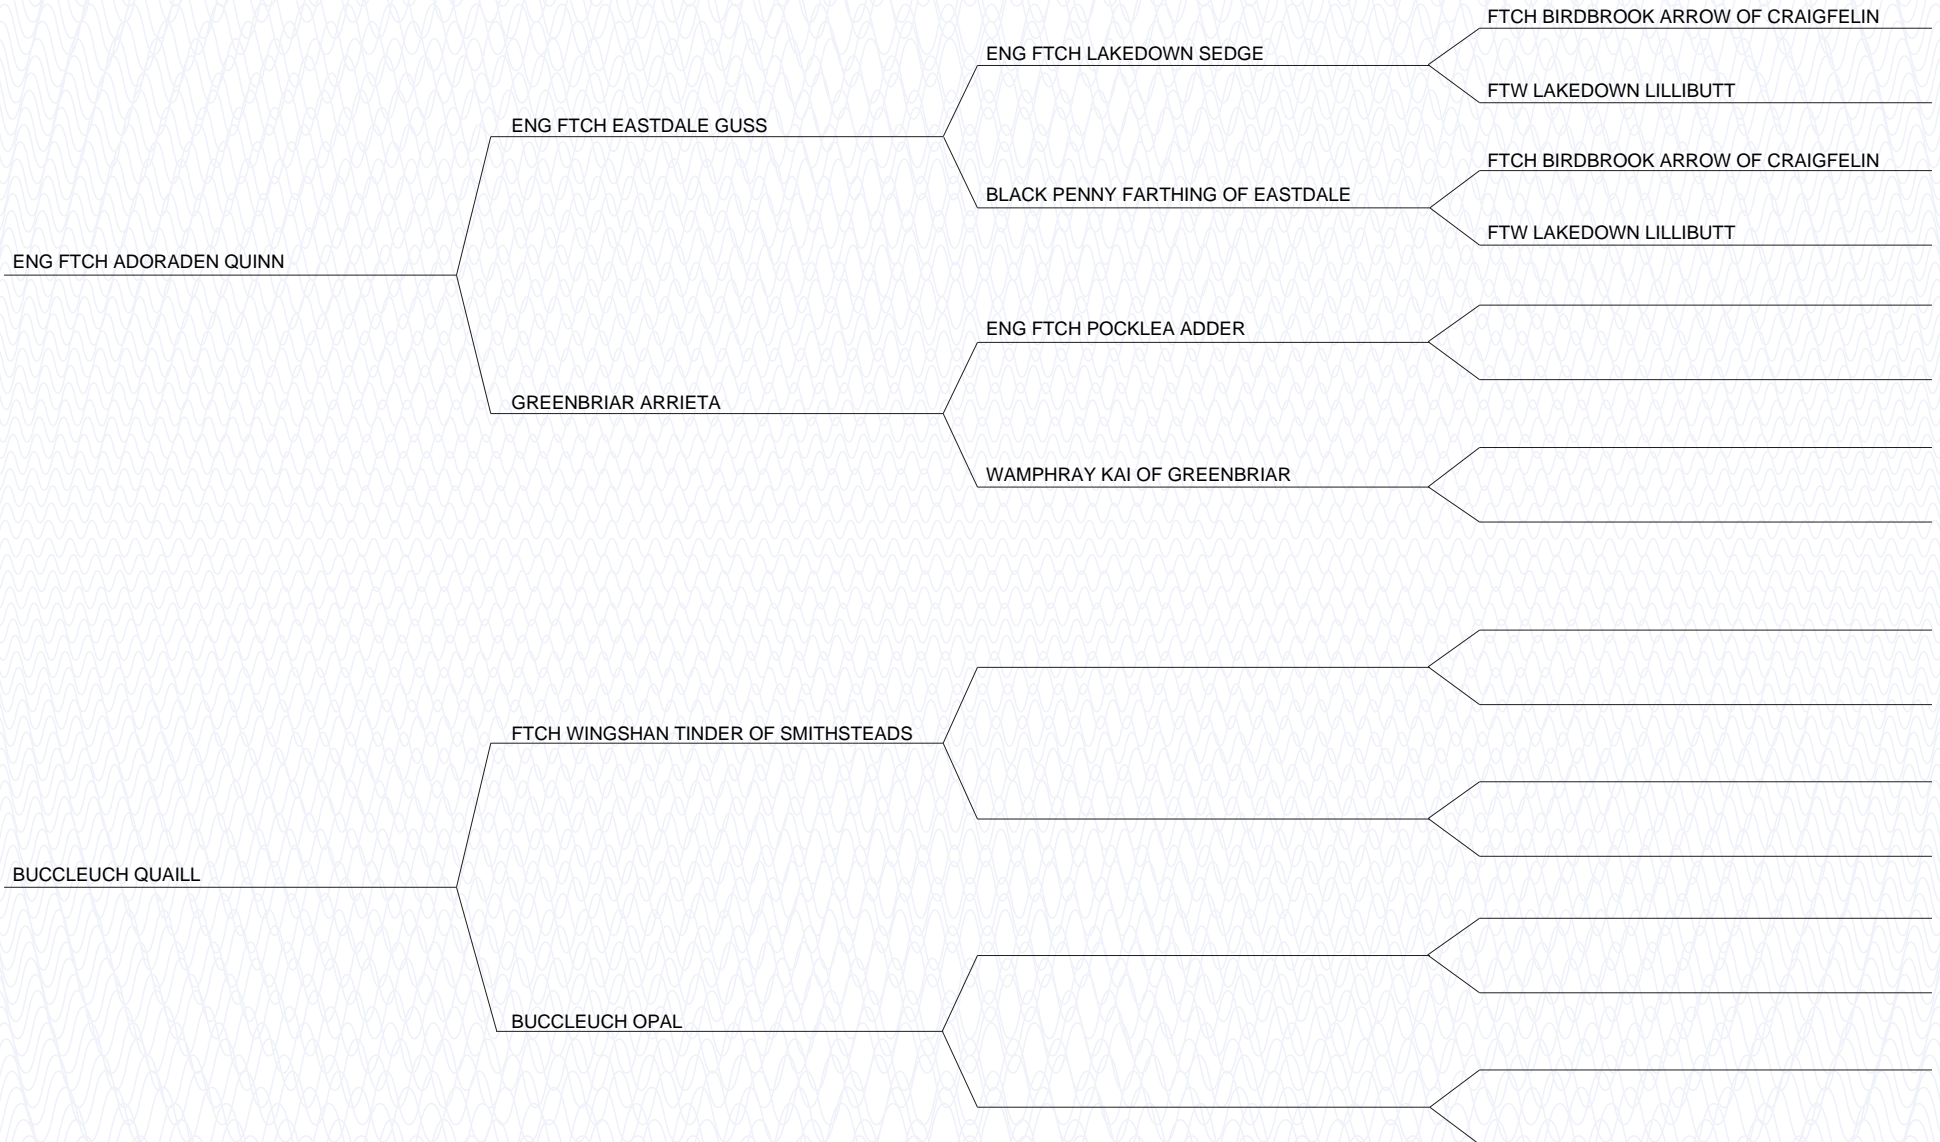 FTCH BIRDBROOK ARROW OF CRAIGFELIN
ENG FTCH LAKEDOWN SEDGE
FTW LAKEDOWN LILLIBUTT
ENG FTCH EASTDALE GUSS
FTCH BIRDBROOK ARROW OF CRAIGFELIN
BLACK PENNY FARTHING OF EASTDALE
FTW LAKEDOWN LILLIBUTT
ENG FTCH ADORADEN QUINN
ENG FTCH POCKLEA ADDER
GREENBRIAR ARRIETA
WAMPHRAY KAI OF GREENBRIAR
FTCH WINGSHAN TINDER OF SMITHSTEADS
BUCCLEUCH QUAILL
BUCCLEUCH OPAL